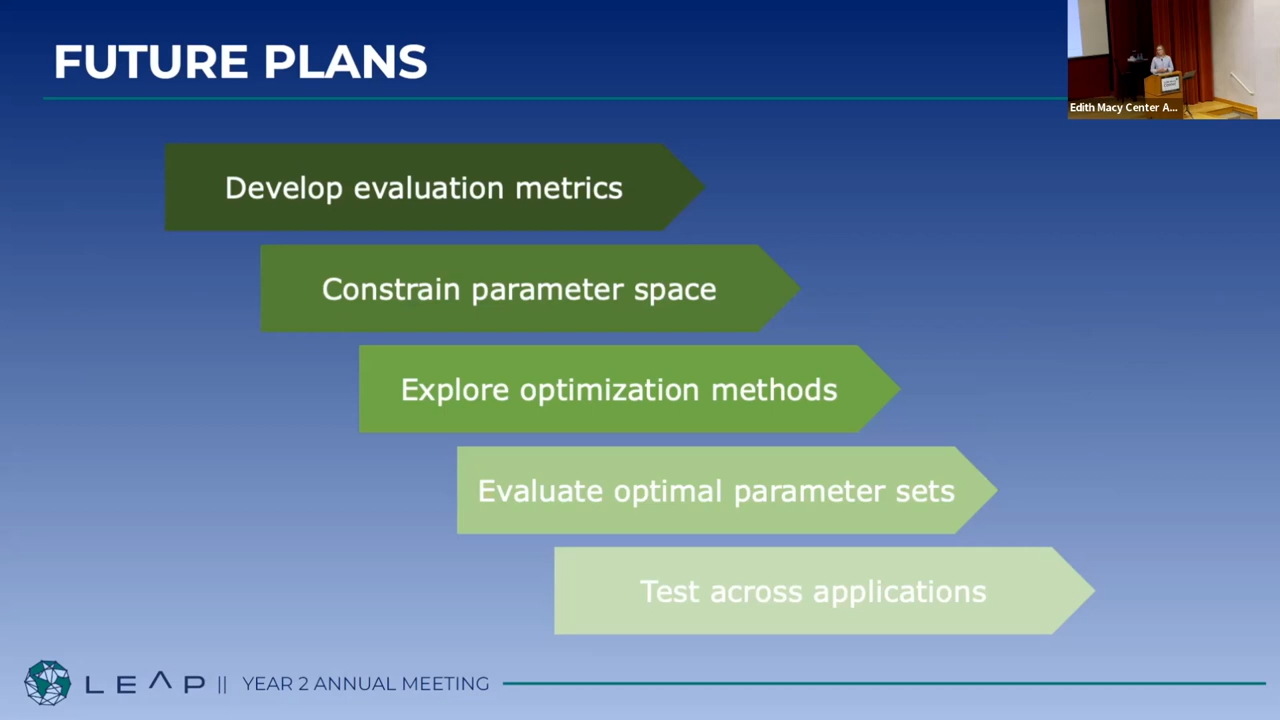 FUTURE PLANS
Edith Macy Center A...
Develop evaluation metrics
Constrain parameter space
Explore optimization methods
Evaluate optimal parameter sets
Test across applications
LE^P || YEAR 2 ANNUAL MEETING